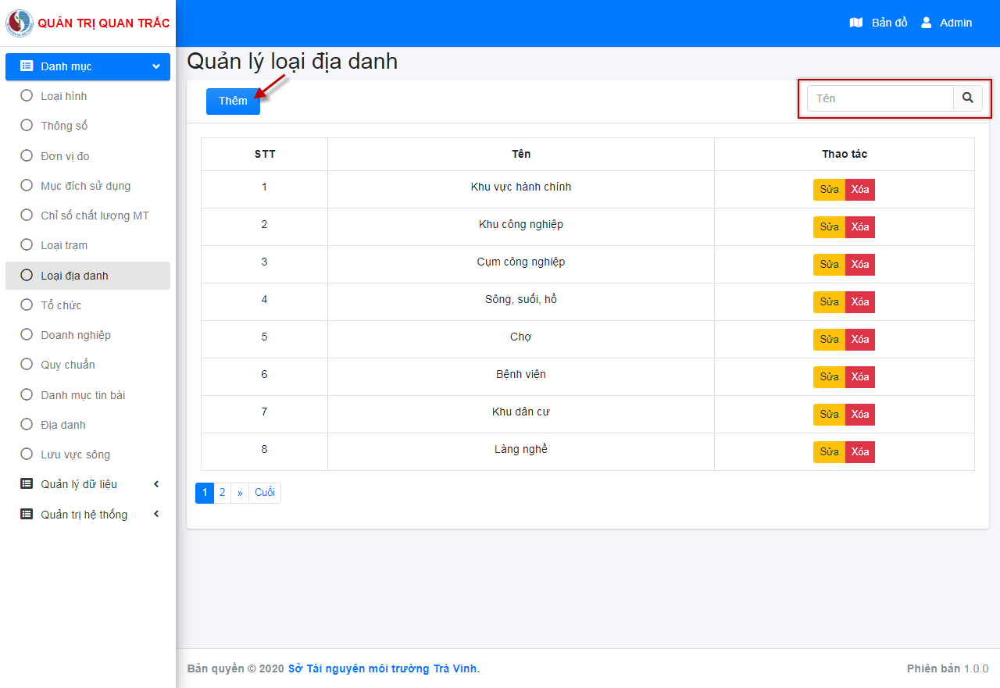 QUẢN TRỊ QUAN TRẮC
Bản đồ Admin
Danh mục
Loại hình
Thông số
Đơn vị đo
Mục đích sử dụng
Chỉ số chất lượng MT
Loại trạm
Loại địa danh
Tổ chức
Doanh nghiệp
Quy chuẩn
Danh mục tin bài
Địa danh
Lưu vực sông
Quản lý dữ liệu
Quản trị hệ thống
Quản lý loại địa danh
Thêm
Tên
STT Tên Thao tác
1 Khu vực hành chính Sửa Xóa
2 Khu công nghiệp Sửa Xóa
3 Cụm công nghiệp Sửa Xóa
4 Sông, suối, hồ Sửa Xóa
5 Chợ Sửa Xóa
6 Bệnh viện Sửa Xóa
7 Khu dân cư Sửa Xóa
8 Làng nghề Sửa Xóa
1 2 » Cuối
Bản quyền © 2020 Sở Tài nguyên môi trường Trà Vinh. Phiên bản 1.0.0